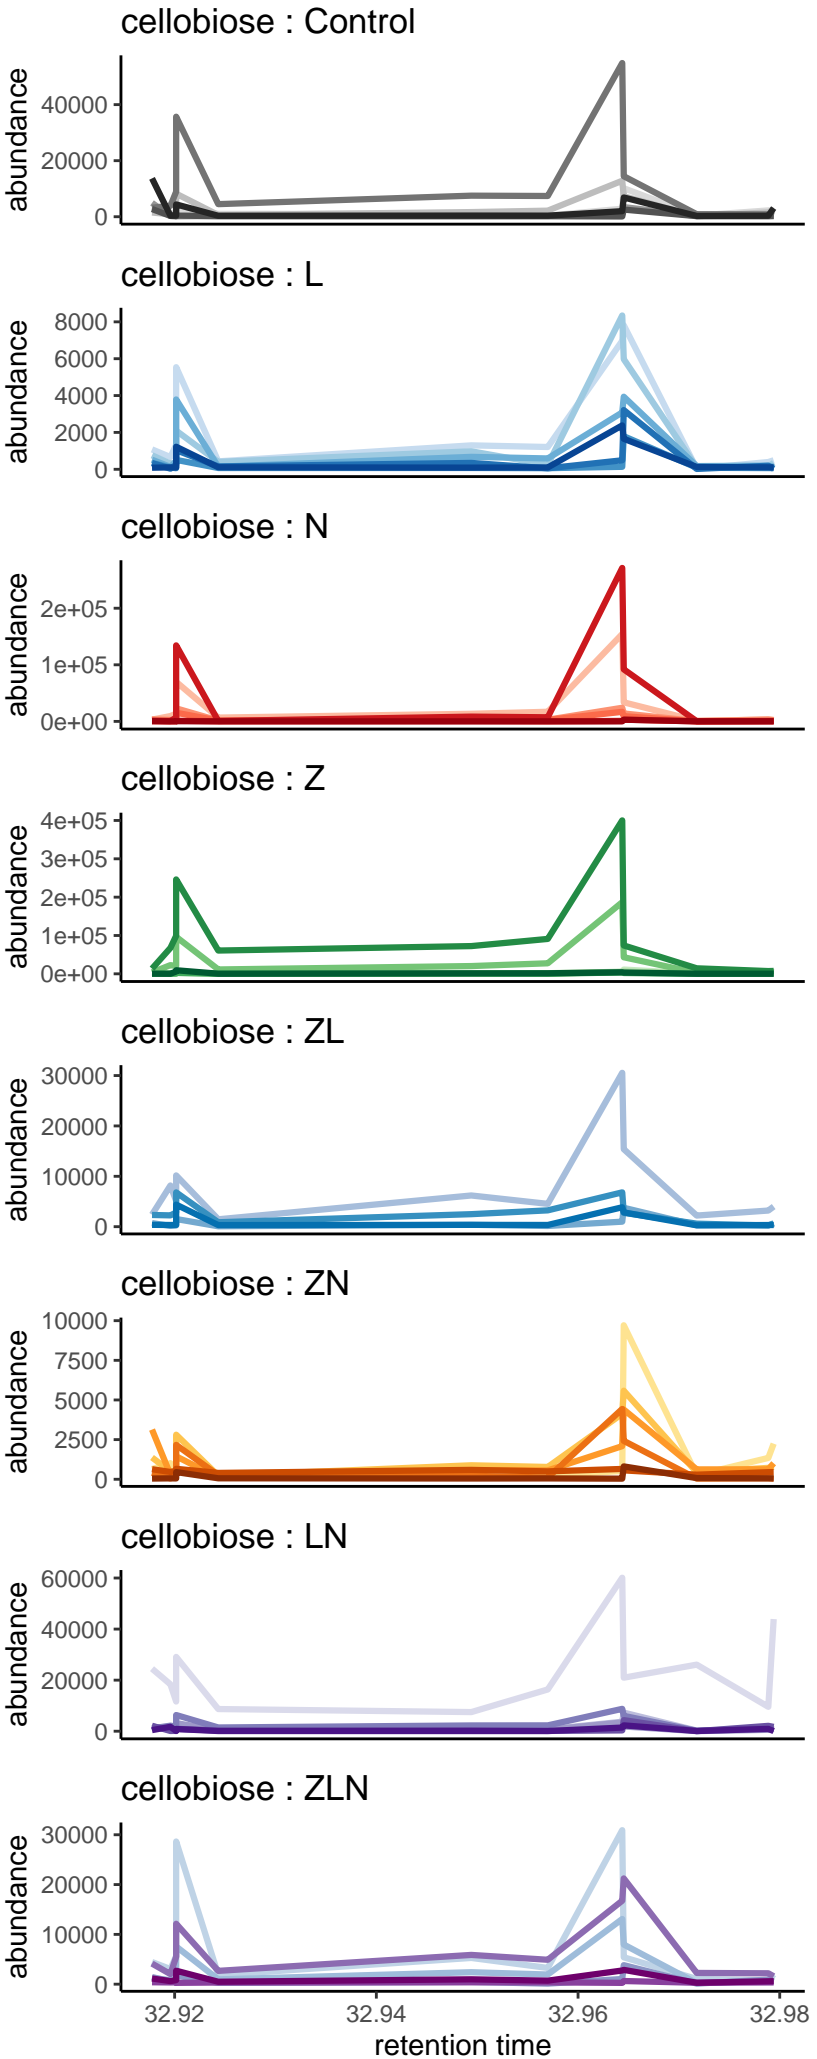 cellobiose : Control
abundance
40000
20000
0
cellobiose : L
abundance
8000
6000
4000
2000
0
cellobiose : N
abundance
2e+05
1e+05
0e+00
cellobiose : Z
abundance
4e+05
3e+05
2e+05
1e+05
0e+00
cellobiose : ZL
abundance
30000
20000
10000
0
cellobiose : ZN
abundance
10000
7500
5000
2500
0
cellobiose : LN
abundance
60000
40000
20000
0
cellobiose : ZLN
abundance
30000
20000
10000
0
32.92 32.94 32.96 32.98
retention time